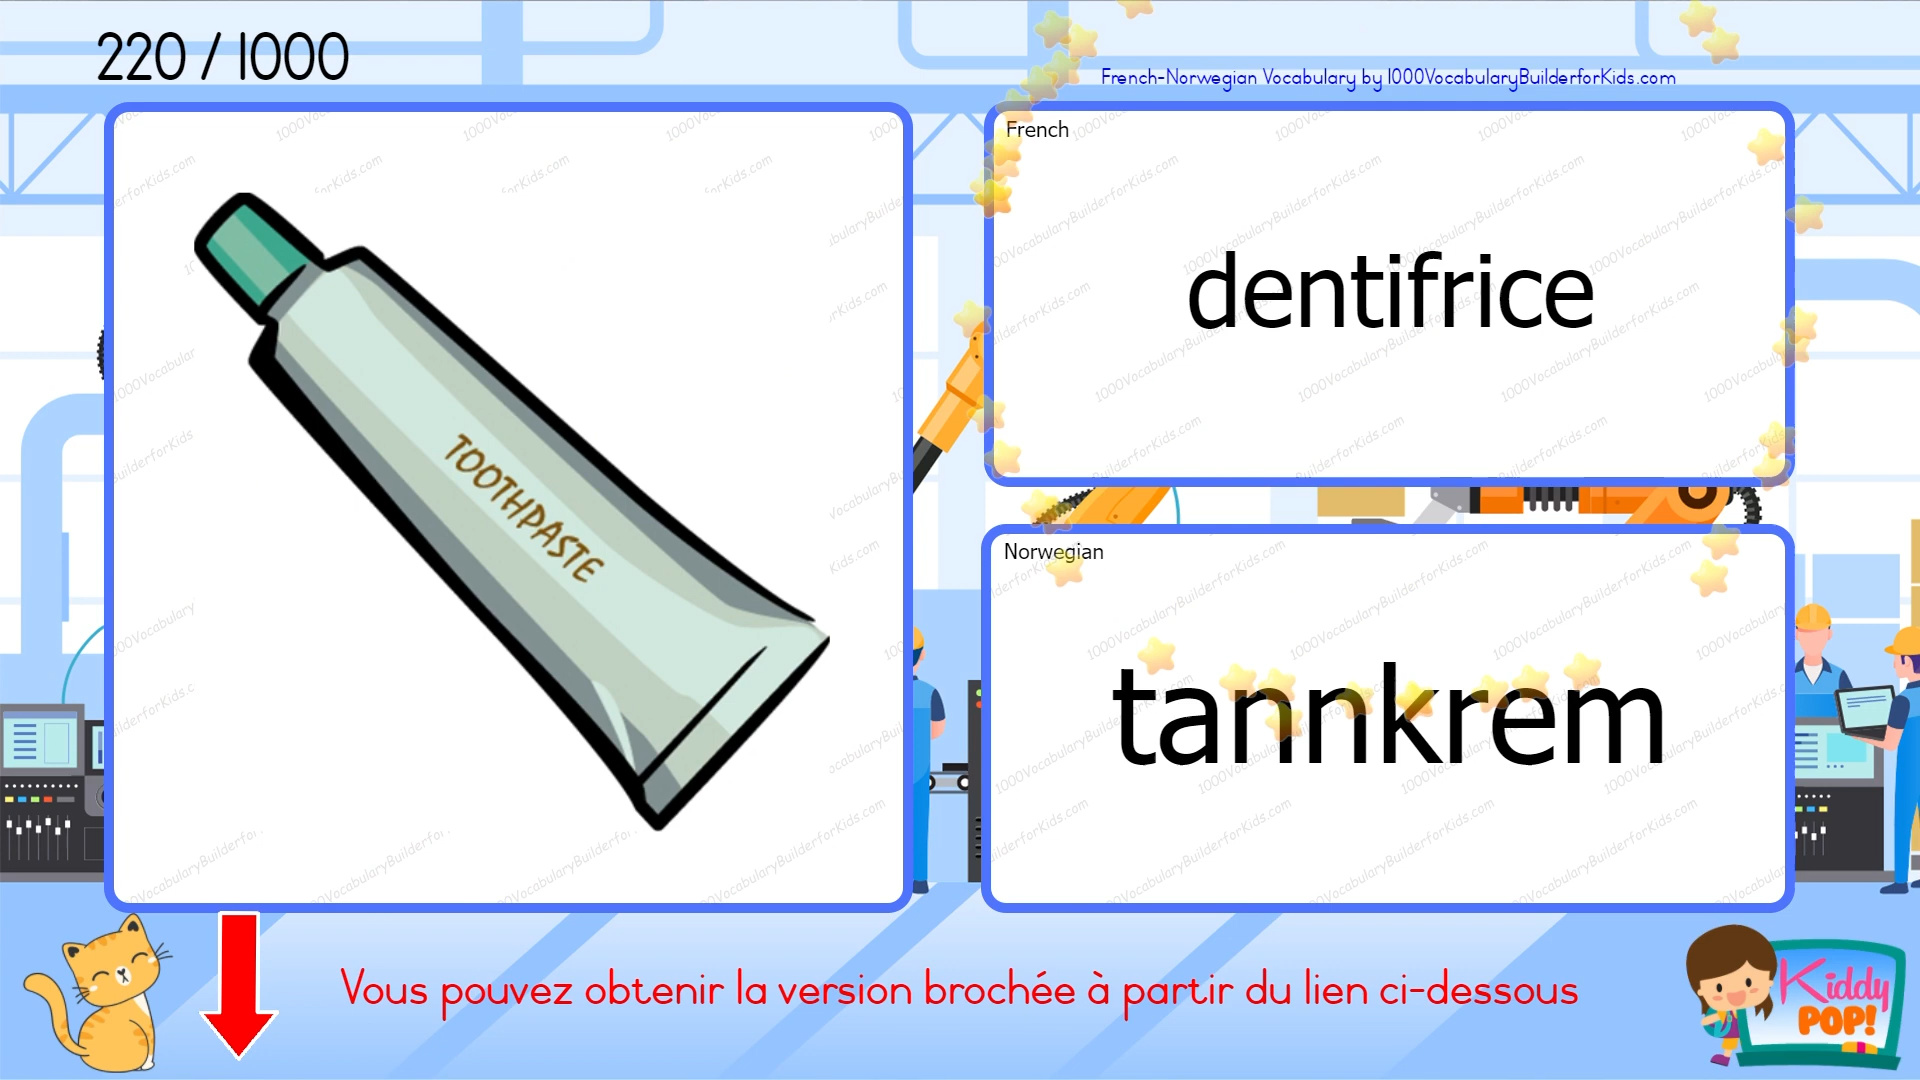 220 / 1000
French-Norwegian Vocabulary by 1000VocabularyBuilderforKids.com
TOOTHPASTE
French
dentifrice
Norwegian
tannkrem
Vous pouvez obtenir la version brochée à partir du lien ci-dessous
Kiddy
POP!